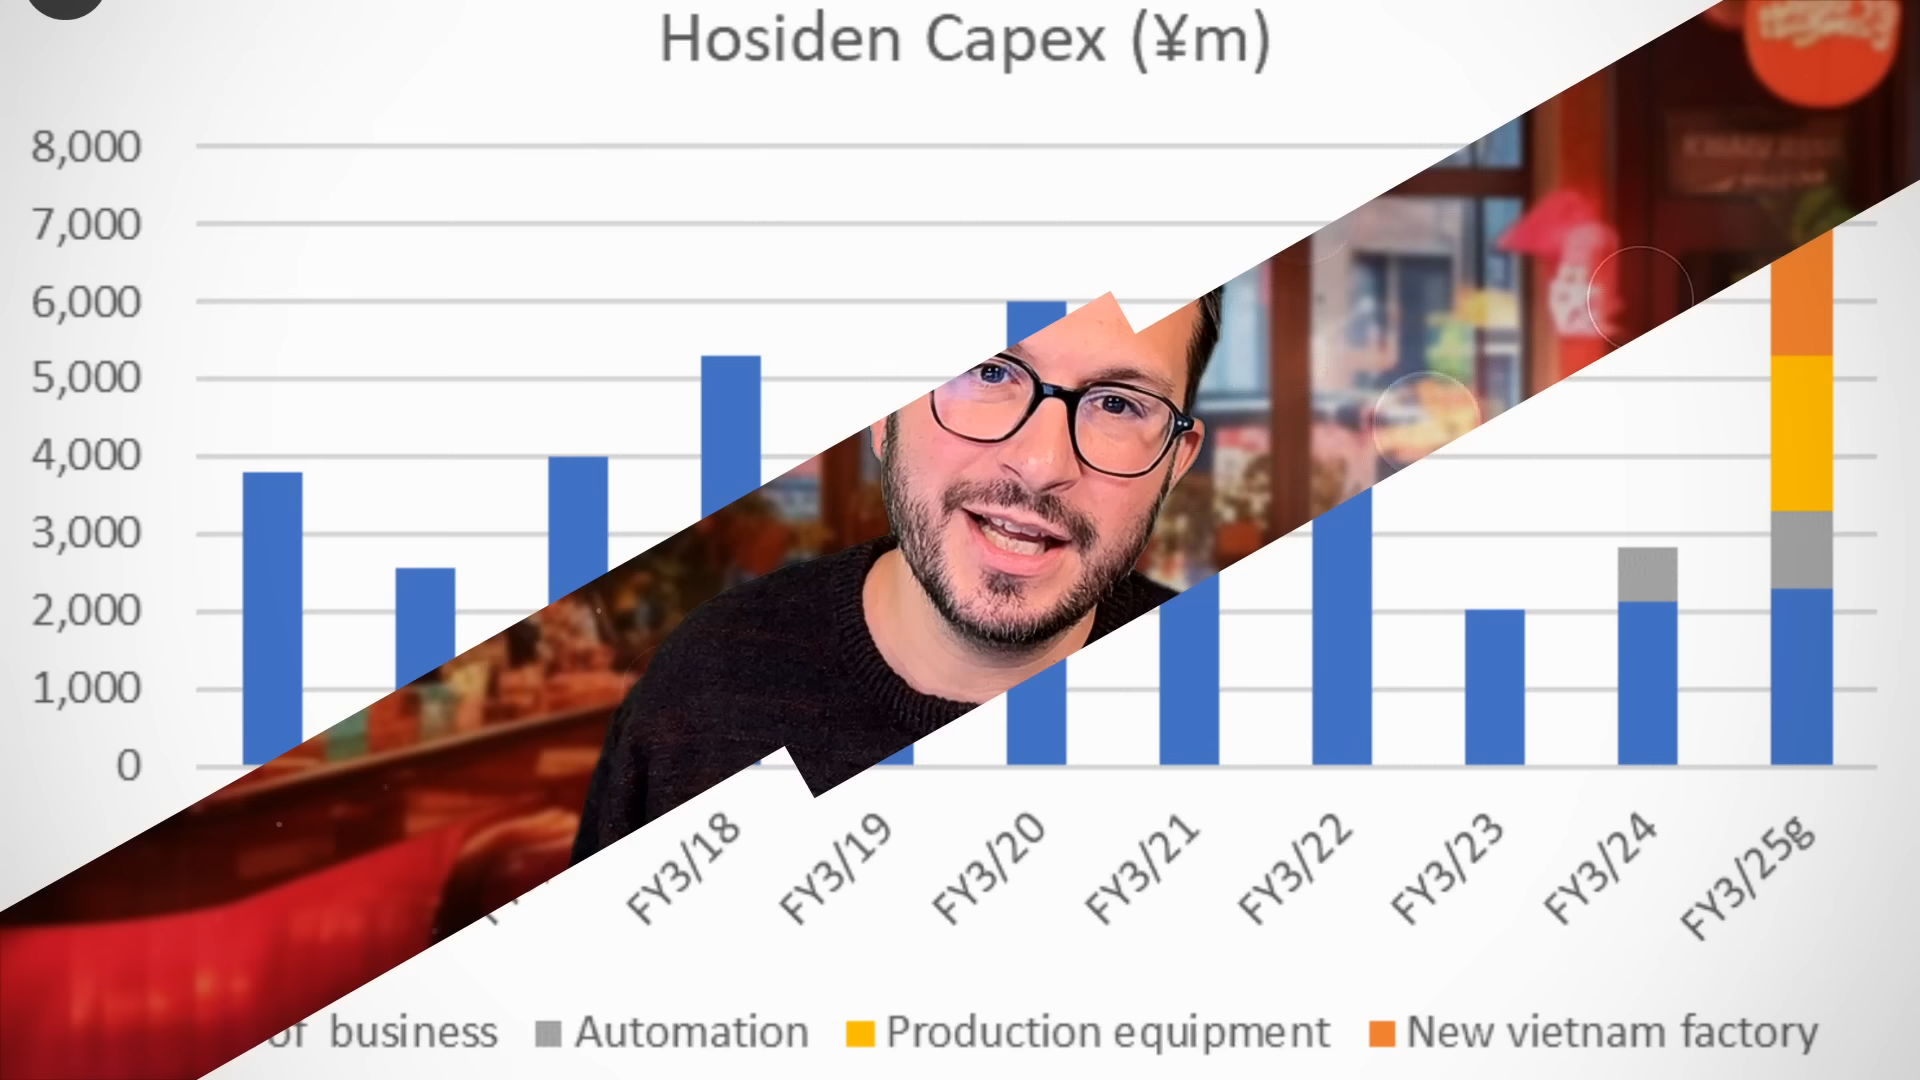 Hosiden Capex (¥m)
8,000
7,000
6,000
5,000
4,000
3,000
2,000
1,000
0
FY3/18
FY3/19
FY3/20
FY3/21
FY3/22
FY3/23
FY3/24
FY3/25g
of business
Automation
Production equipment
New vietnam factory